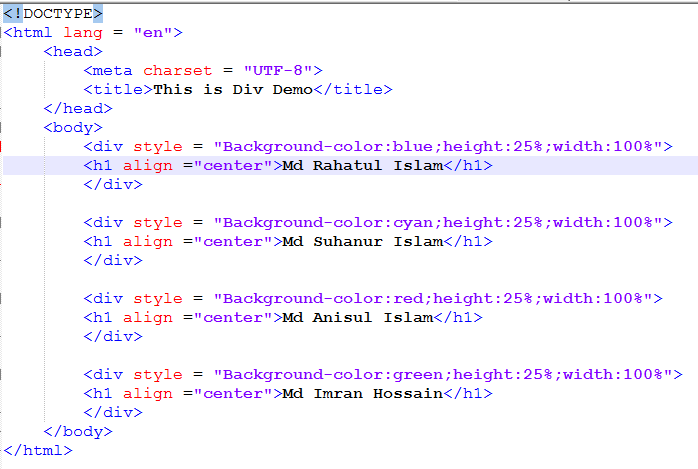 <!DOCTYPE>
<html lang = "en">
    <head>
        <meta charset = "UTF-8">
        <title>This is Div Demo</title>
    </head>
    <body>
        <div style = "Background-color:blue;height:25%;width:100%">
        <h1 align ="center">Md Rahatul Islam</h1>
        </div>

        <div style = "Background-color:cyan;height:25%;width:100%">
        <h1 align ="center">Md Suhanur Islam</h1>
        </div>

        <div style = "Background-color:red;height:25%;width:100%">
        <h1 align ="center">Md Anisul Islam</h1>
        </div>

        <div style = "Background-color:green;height:25%;width:100%">
        <h1 align ="center">Md Imran Hossain</h1>
        </div>
    </body>
</html>